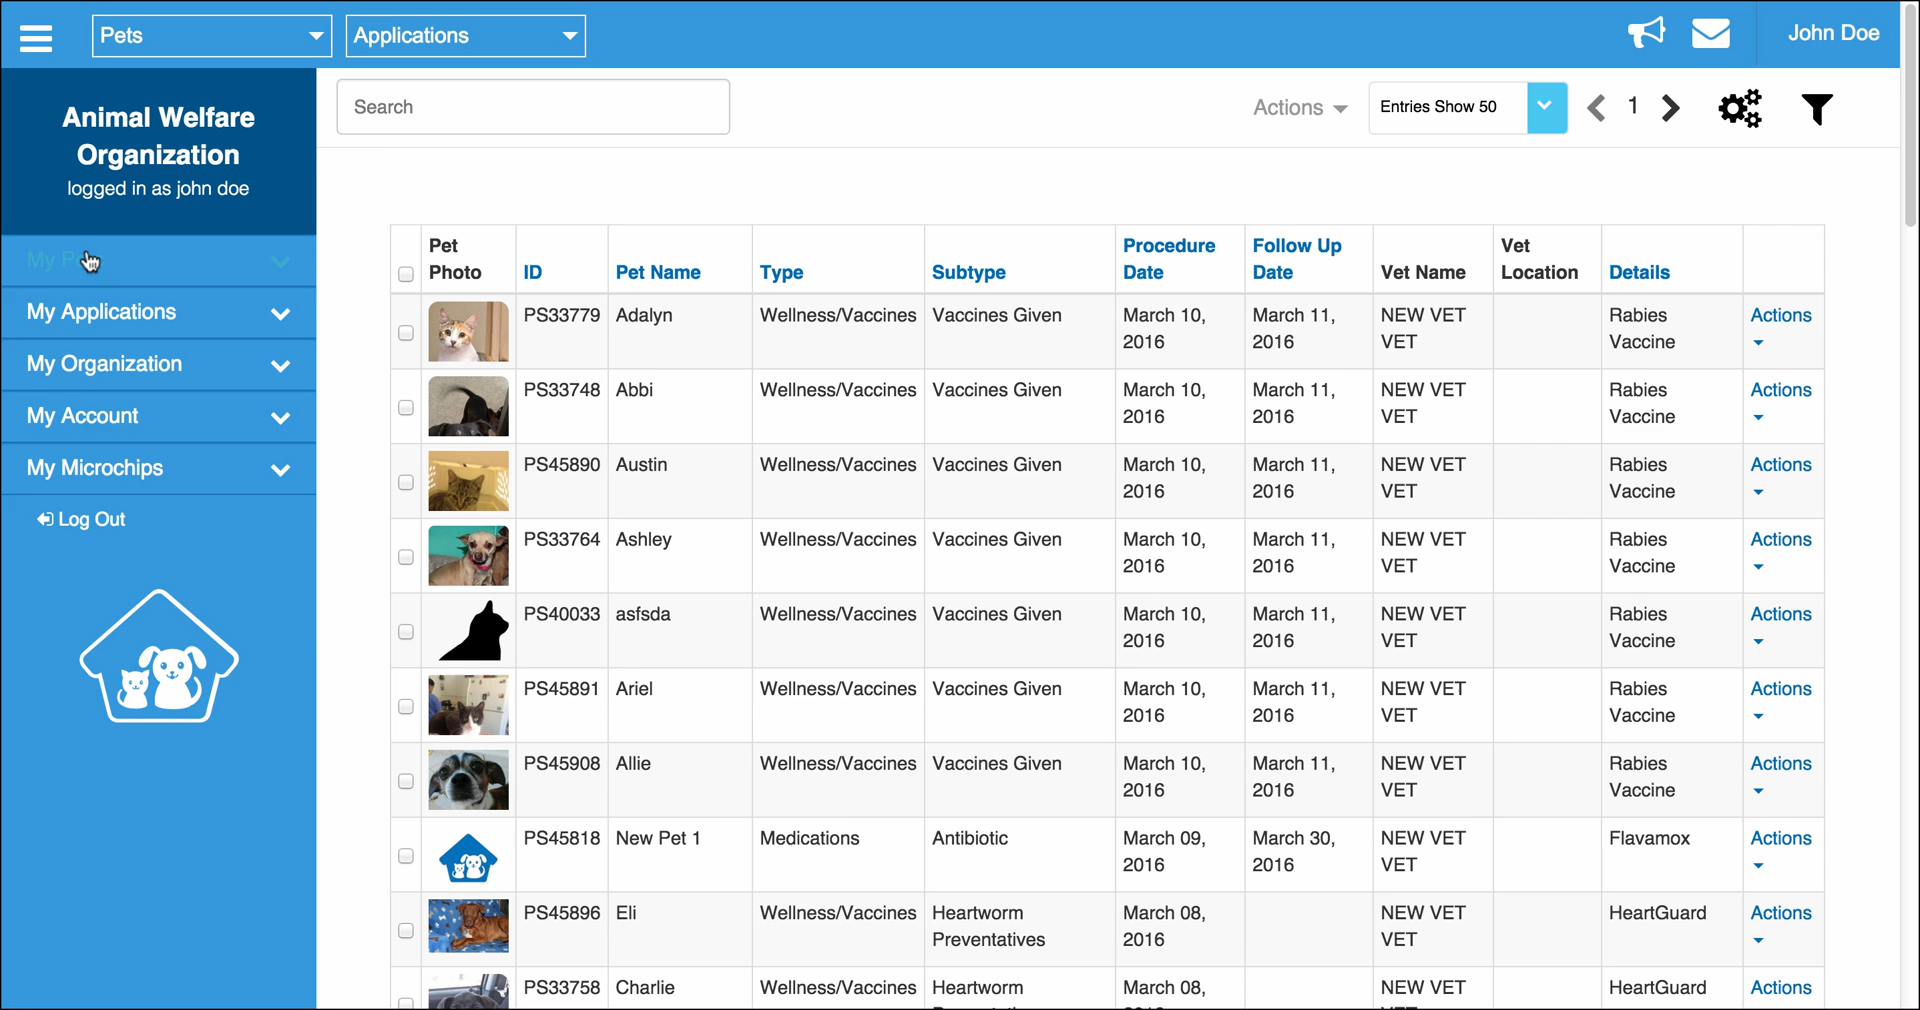 Pets
Applications
John Doe
Animal Welfare
Organization
logged in as john doe
My P
My Applications
My Organization
My Account
My Microchips
Log Out
Search
Actions
Entries Show 50
1
Pet Photo ID Pet Name Type Subtype Procedure Date Follow Up Date Vet Name Vet Location Details
PS33779 Adalyn Wellness/Vaccines Vaccines Given March 10, 2016 March 11, 2016 NEW VET VET Rabies Vaccine Actions
PS33748 Abbi Wellness/Vaccines Vaccines Given March 10, 2016 March 11, 2016 NEW VET VET Rabies Vaccine Actions
PS45890 Austin Wellness/Vaccines Vaccines Given March 10, 2016 March 11, 2016 NEW VET VET Rabies Vaccine Actions
PS33764 Ashley Wellness/Vaccines Vaccines Given March 10, 2016 March 11, 2016 NEW VET VET Rabies Vaccine Actions
PS40033 asfsda Wellness/Vaccines Vaccines Given March 10, 2016 March 11, 2016 NEW VET VET Rabies Vaccine Actions
PS45891 Ariel Wellness/Vaccines Vaccines Given March 10, 2016 March 11, 2016 NEW VET VET Rabies Vaccine Actions
PS45908 Allie Wellness/Vaccines Vaccines Given March 10, 2016 March 11, 2016 NEW VET VET Rabies Vaccine Actions
PS45818 New Pet 1 Medications Antibiotic March 09, 2016 March 30, 2016 NEW VET VET Flavamox Actions
PS45896 Eli Wellness/Vaccines Heartworm Preventatives March 08, 2016 NEW VET VET HeartGuard Actions
PS33758 Charlie Wellness/Vaccines Heartworm March 08, NEW VET HeartGuard Actions